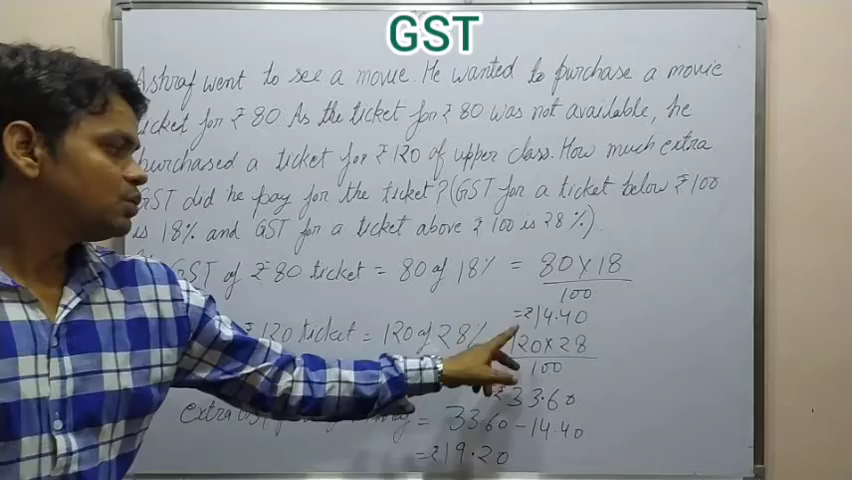 GST
Ashraf went to see a movie. He wanted to purchase a movie
ticket for ₹80. As the ticket for ₹80 was not available, he
purchased a ticket for ₹120 of upper class. How much extra
GST did he pay for the ticket? (GST for a ticket below ₹100
is 18% and GST for a ticket above ₹100 is 28%).
GST of ₹80 ticket = 80 of 18% = 80×18
100
=₹14.40
₹120 ticket = 120 of 28%
120×28
100
₹33.60
extra = 3360 - 14.40
= ₹19.20